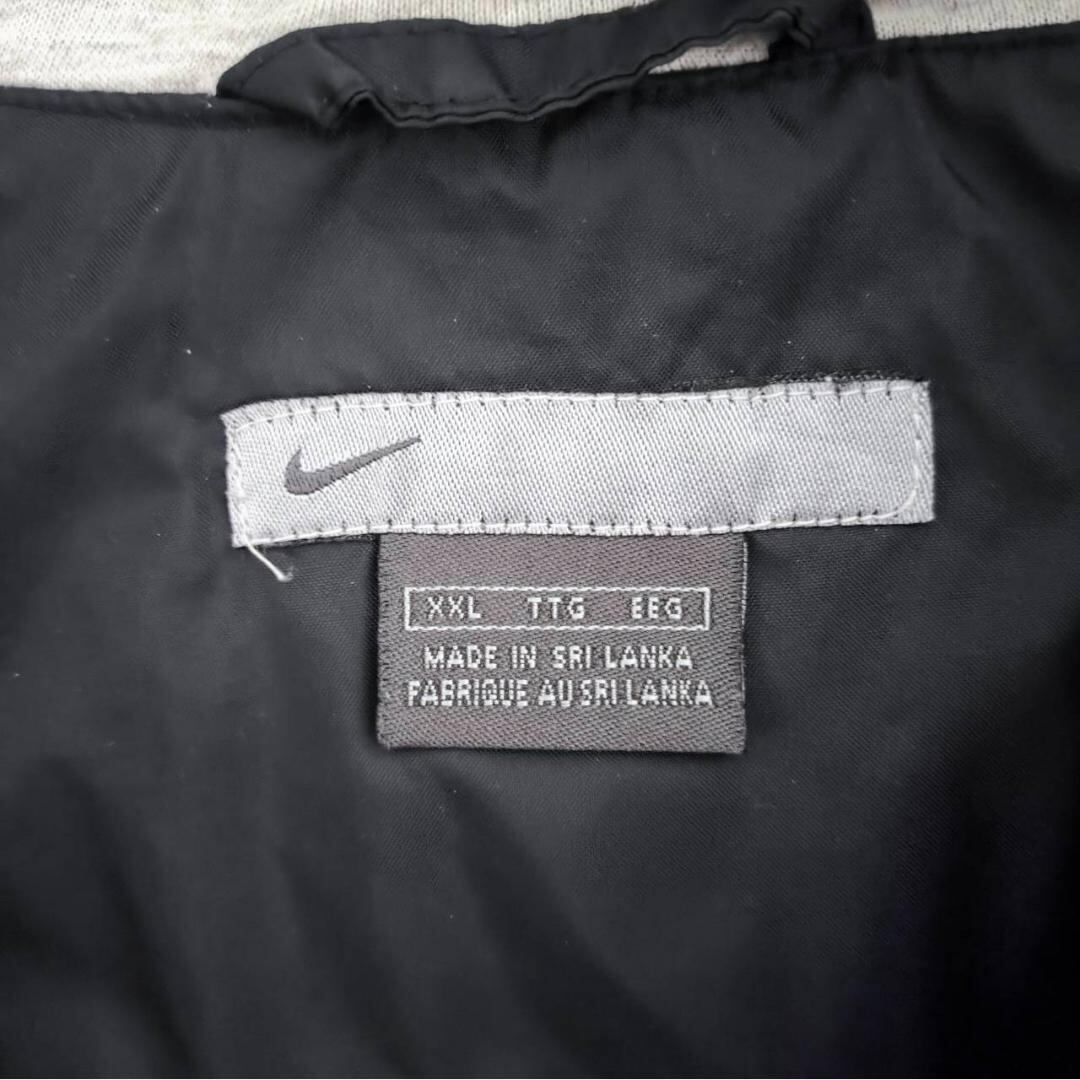 XXL TTG EEG
MADE IN SRI LANKA
FABRIQUE AU SRI LANKA